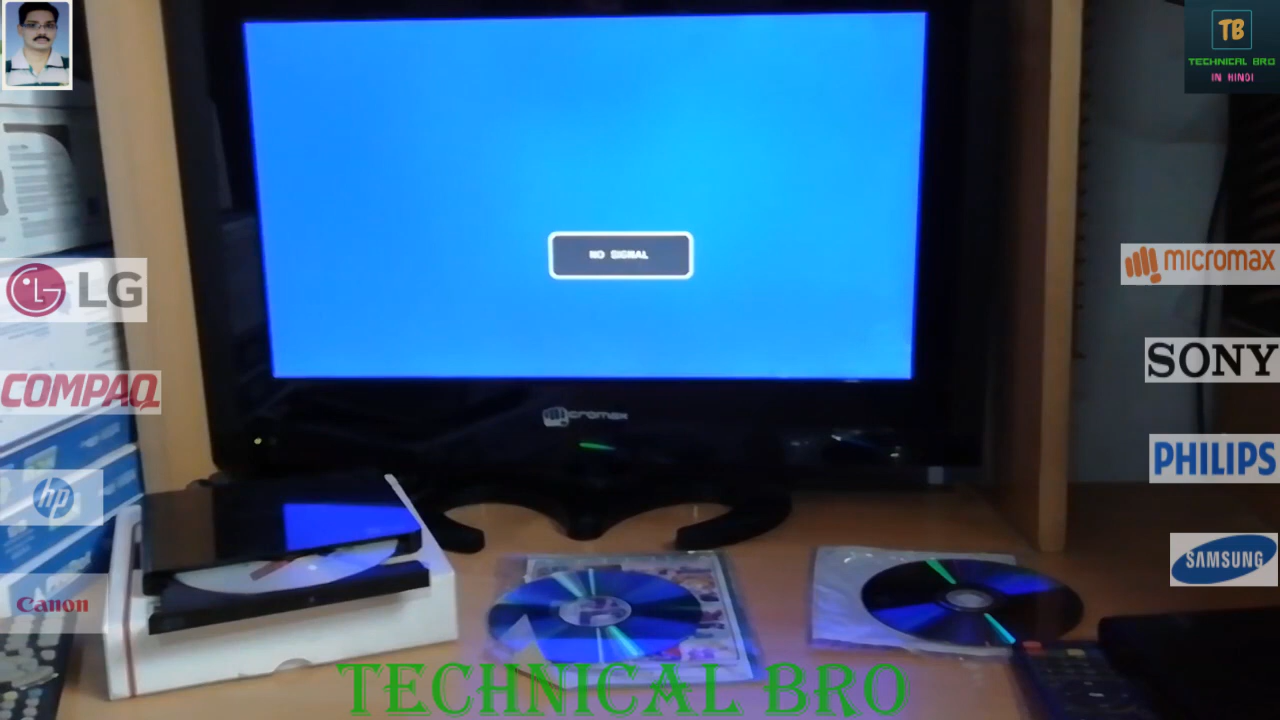 TB
TECHNICAL BRO
IN HINDI
NO SIGNAL
LG
micromax
COMPAQ
SONY
hp
PHILIPS
Canon
SAMSUNG
micromax
TECHNICAL BRO